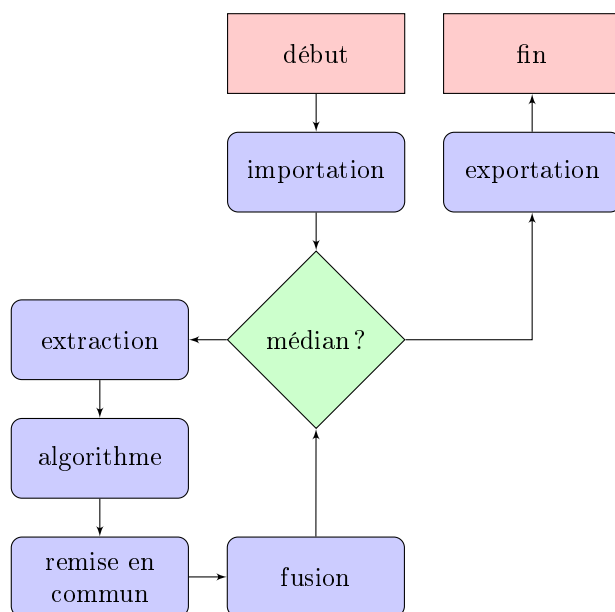 début
fin
importation
exportation
extraction
médian ?
algorithme
remise en
commun
fusion